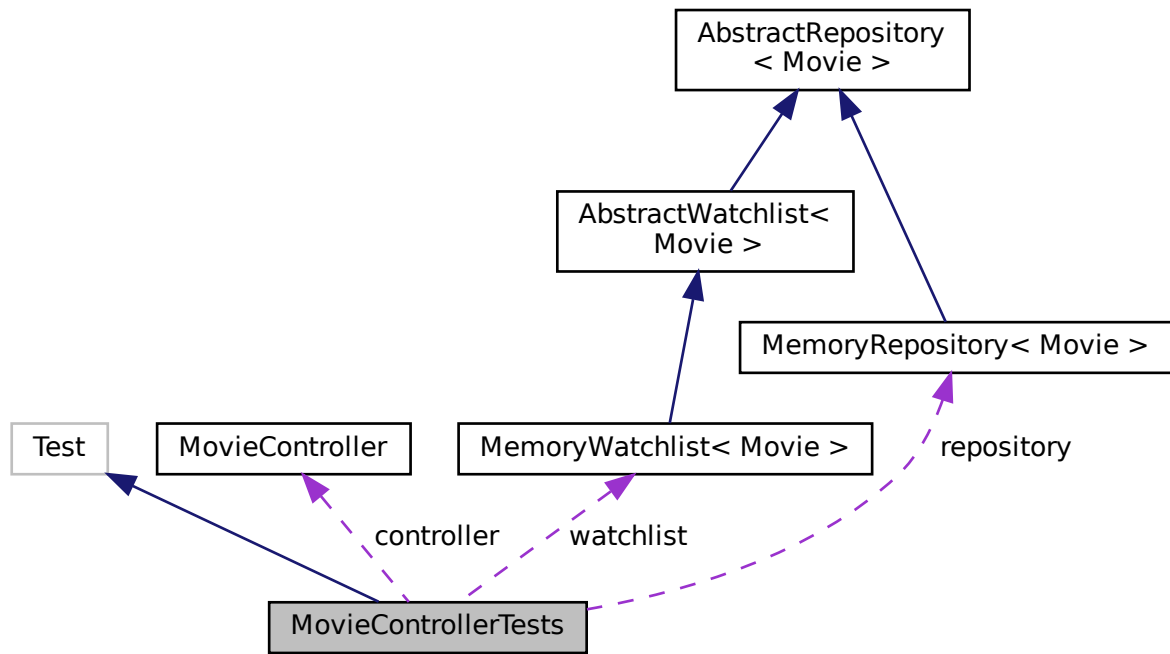 AbstractRepository
< Movie >
AbstractWatchlist<
Movie >
MemoryRepository< Movie >
Test
MovieController
MemoryWatchlist< Movie >
repository
controller
watchlist
MovieControllerTests